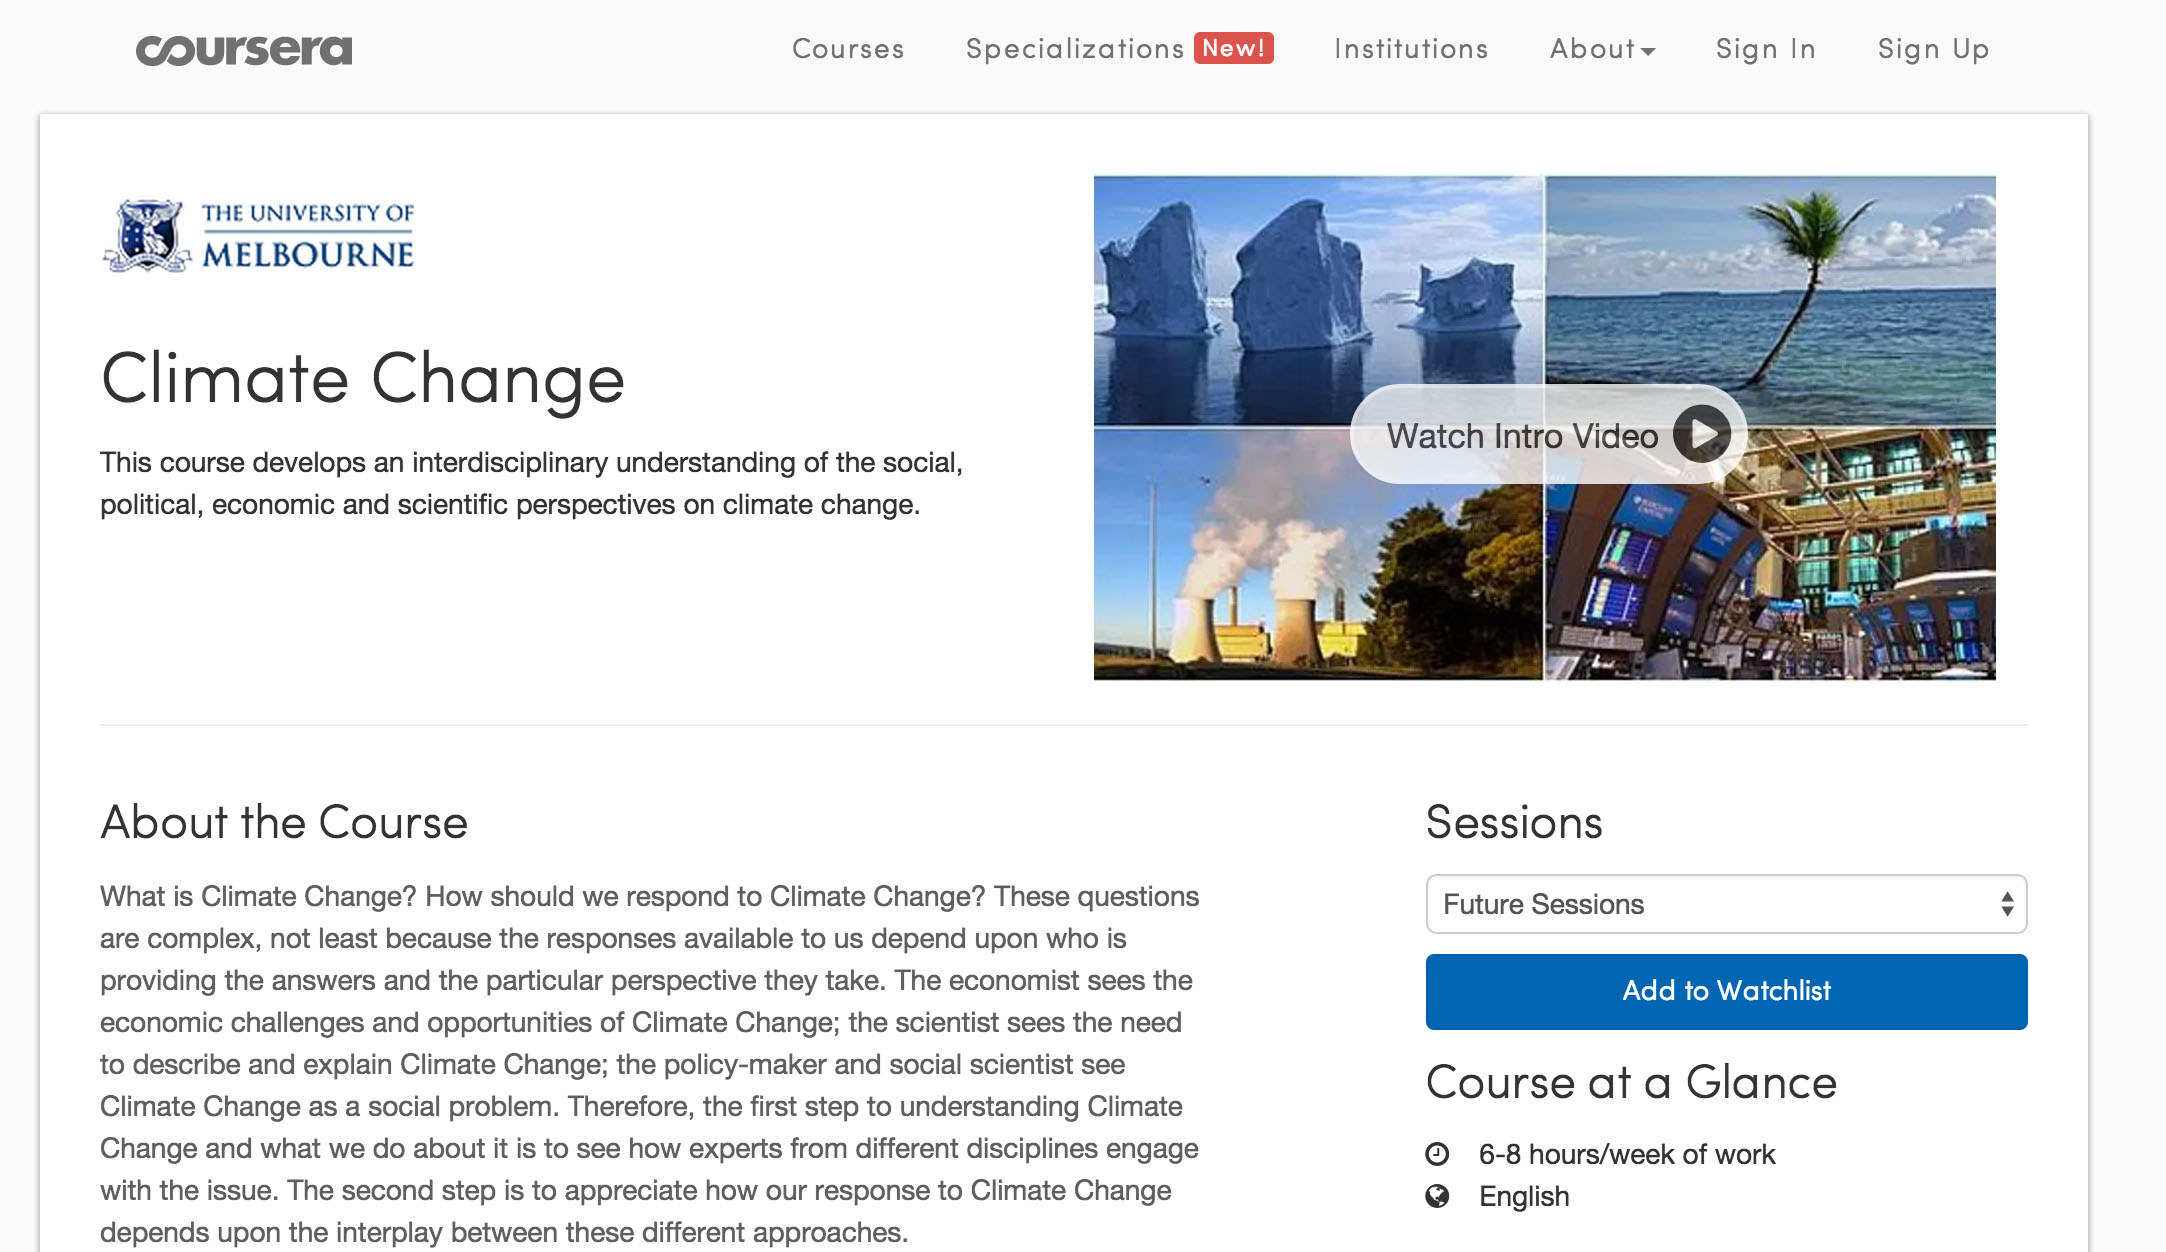 coursera
Courses
Specializations New!
Institutions
About
Sign In
Sign Up
THE UNIVERSITY OF
MELBOURNE
Climate Change
This course develops an interdisciplinary understanding of the social,
political, economic and scientific perspectives on climate change.
Watch Intro Video
BARCLAYS
CAPITAL
About the Course
What is Climate Change? How should we respond to Climate Change? These questions
are complex, not least because the responses available to us depend upon who is
providing the answers and the particular perspective they take. The economist sees the
economic challenges and opportunities of Climate Change; the scientist sees the need
to describe and explain Climate Change; the policy-maker and social scientist see
Climate Change as a social problem. Therefore, the first step to understanding Climate
Change and what we do about it is to see how experts from different disciplines engage
with the issue. The second step is to appreciate how our response to Climate Change
depends upon the interplay between these different approaches.
Sessions
Future Sessions
Add to Watchlist
Course at a Glance
6-8 hours/week of work
English